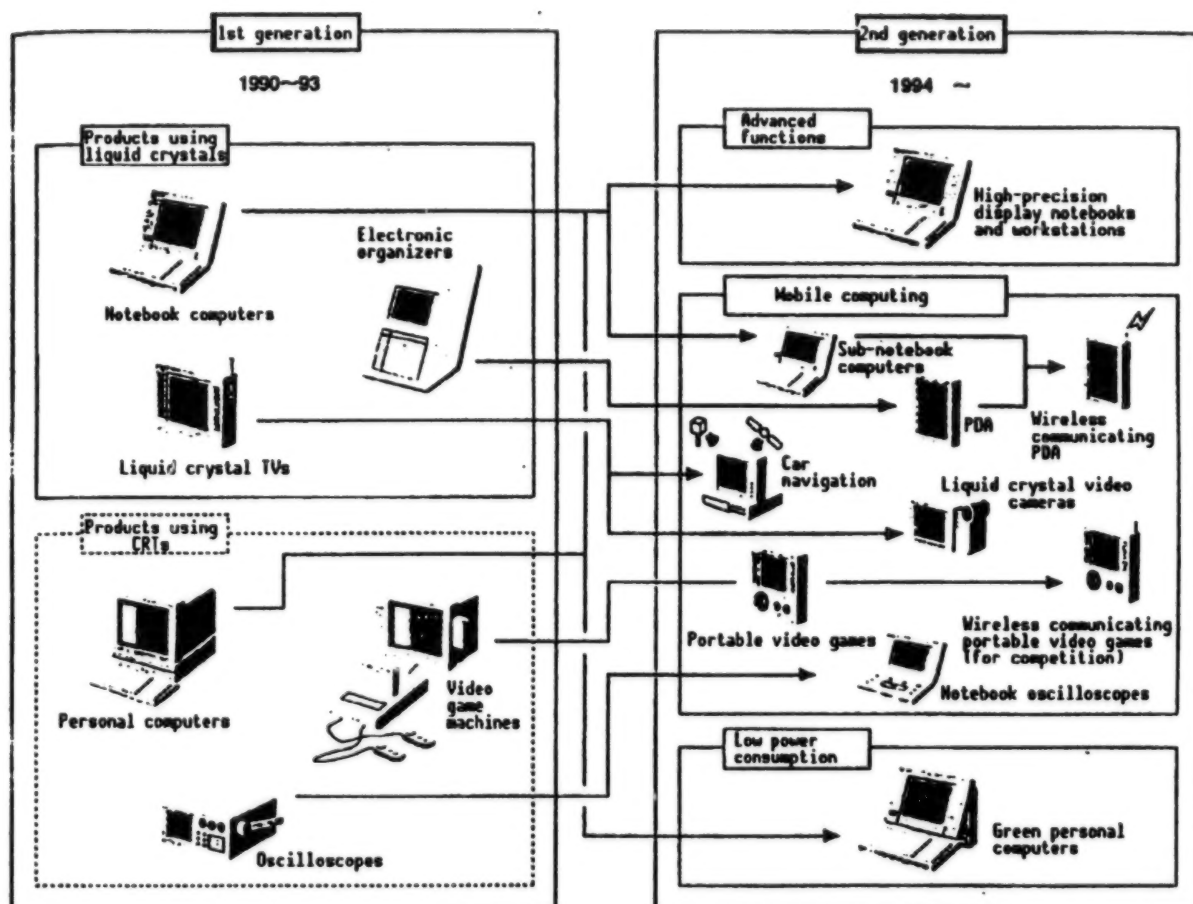 1st generation
1990~93
Products using
liquid crystals
Notebook computers
Electronic
organizers
Liquid crystal TVs
Products using
CRTs
Personal computers
Video
game
machines
Oscilloscopes
2nd generation
1994 ~
Advanced
functions
High-precision
display notebooks
and workstations
Mobile computing
Sub-notebook
computers
PDA
Wireless
communicating
PDA
Car
navigation
Liquid crystal video
cameras
Portable video games
Wireless communicating
portable video games
(for competition)
Notebook oscilloscopes
Low power
consumption
Green personal
computers